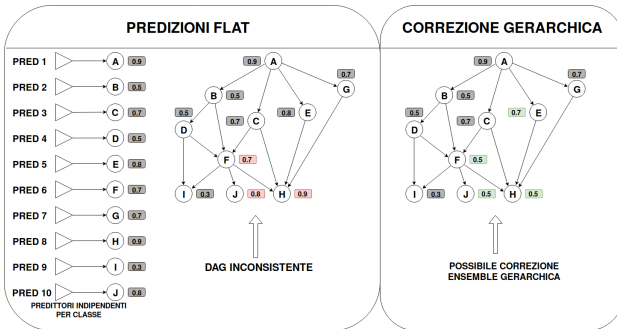 PREDIZIONI FLAT
CORREZIONE GERARCHICA
PRED 1 A 0.9
PRED 2 B 0.5
PRED 3 C 0.7
PRED 4 D 0.5
PRED 5 E 0.8
PRED 6 F 0.7
PRED 7 G 0.7
PRED 8 H 0.9
PRED 9 I 0.3
PRED 10 J 0.8
PREDITTORI INDIPENDENTI
PER CLASSE
0.9 A
0.7
G
B 0.5
0.5
D
0.7 C
0.8 E
F 0.7
I 0.3
J 0.8
H 0.9
DAG INCONSISTENTE
0.9 A
0.7
G
B 0.5
0.5
D
0.7 C
0.7 E
F 0.5
I 0.3
J 0.5
H 0.5
POSSIBILE CORREZIONE
ENSEMBLE GERARCHICA